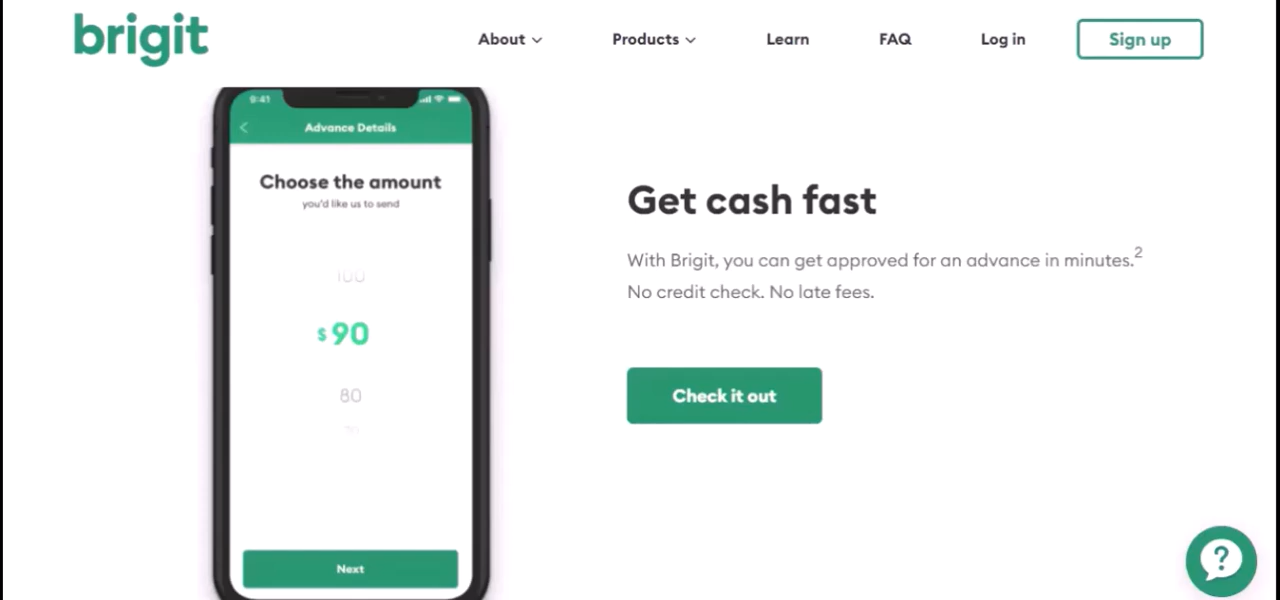 brigit
About
Products
Learn
FAQ
Log in
Sign up
9:41
Advance Details
Choose the amount
you'd like us to send
100
$ 90
80
Next
Get cash fast
With Brigit, you can get approved for an advance in minutes.2
No credit check. No late fees.
Check it out
?